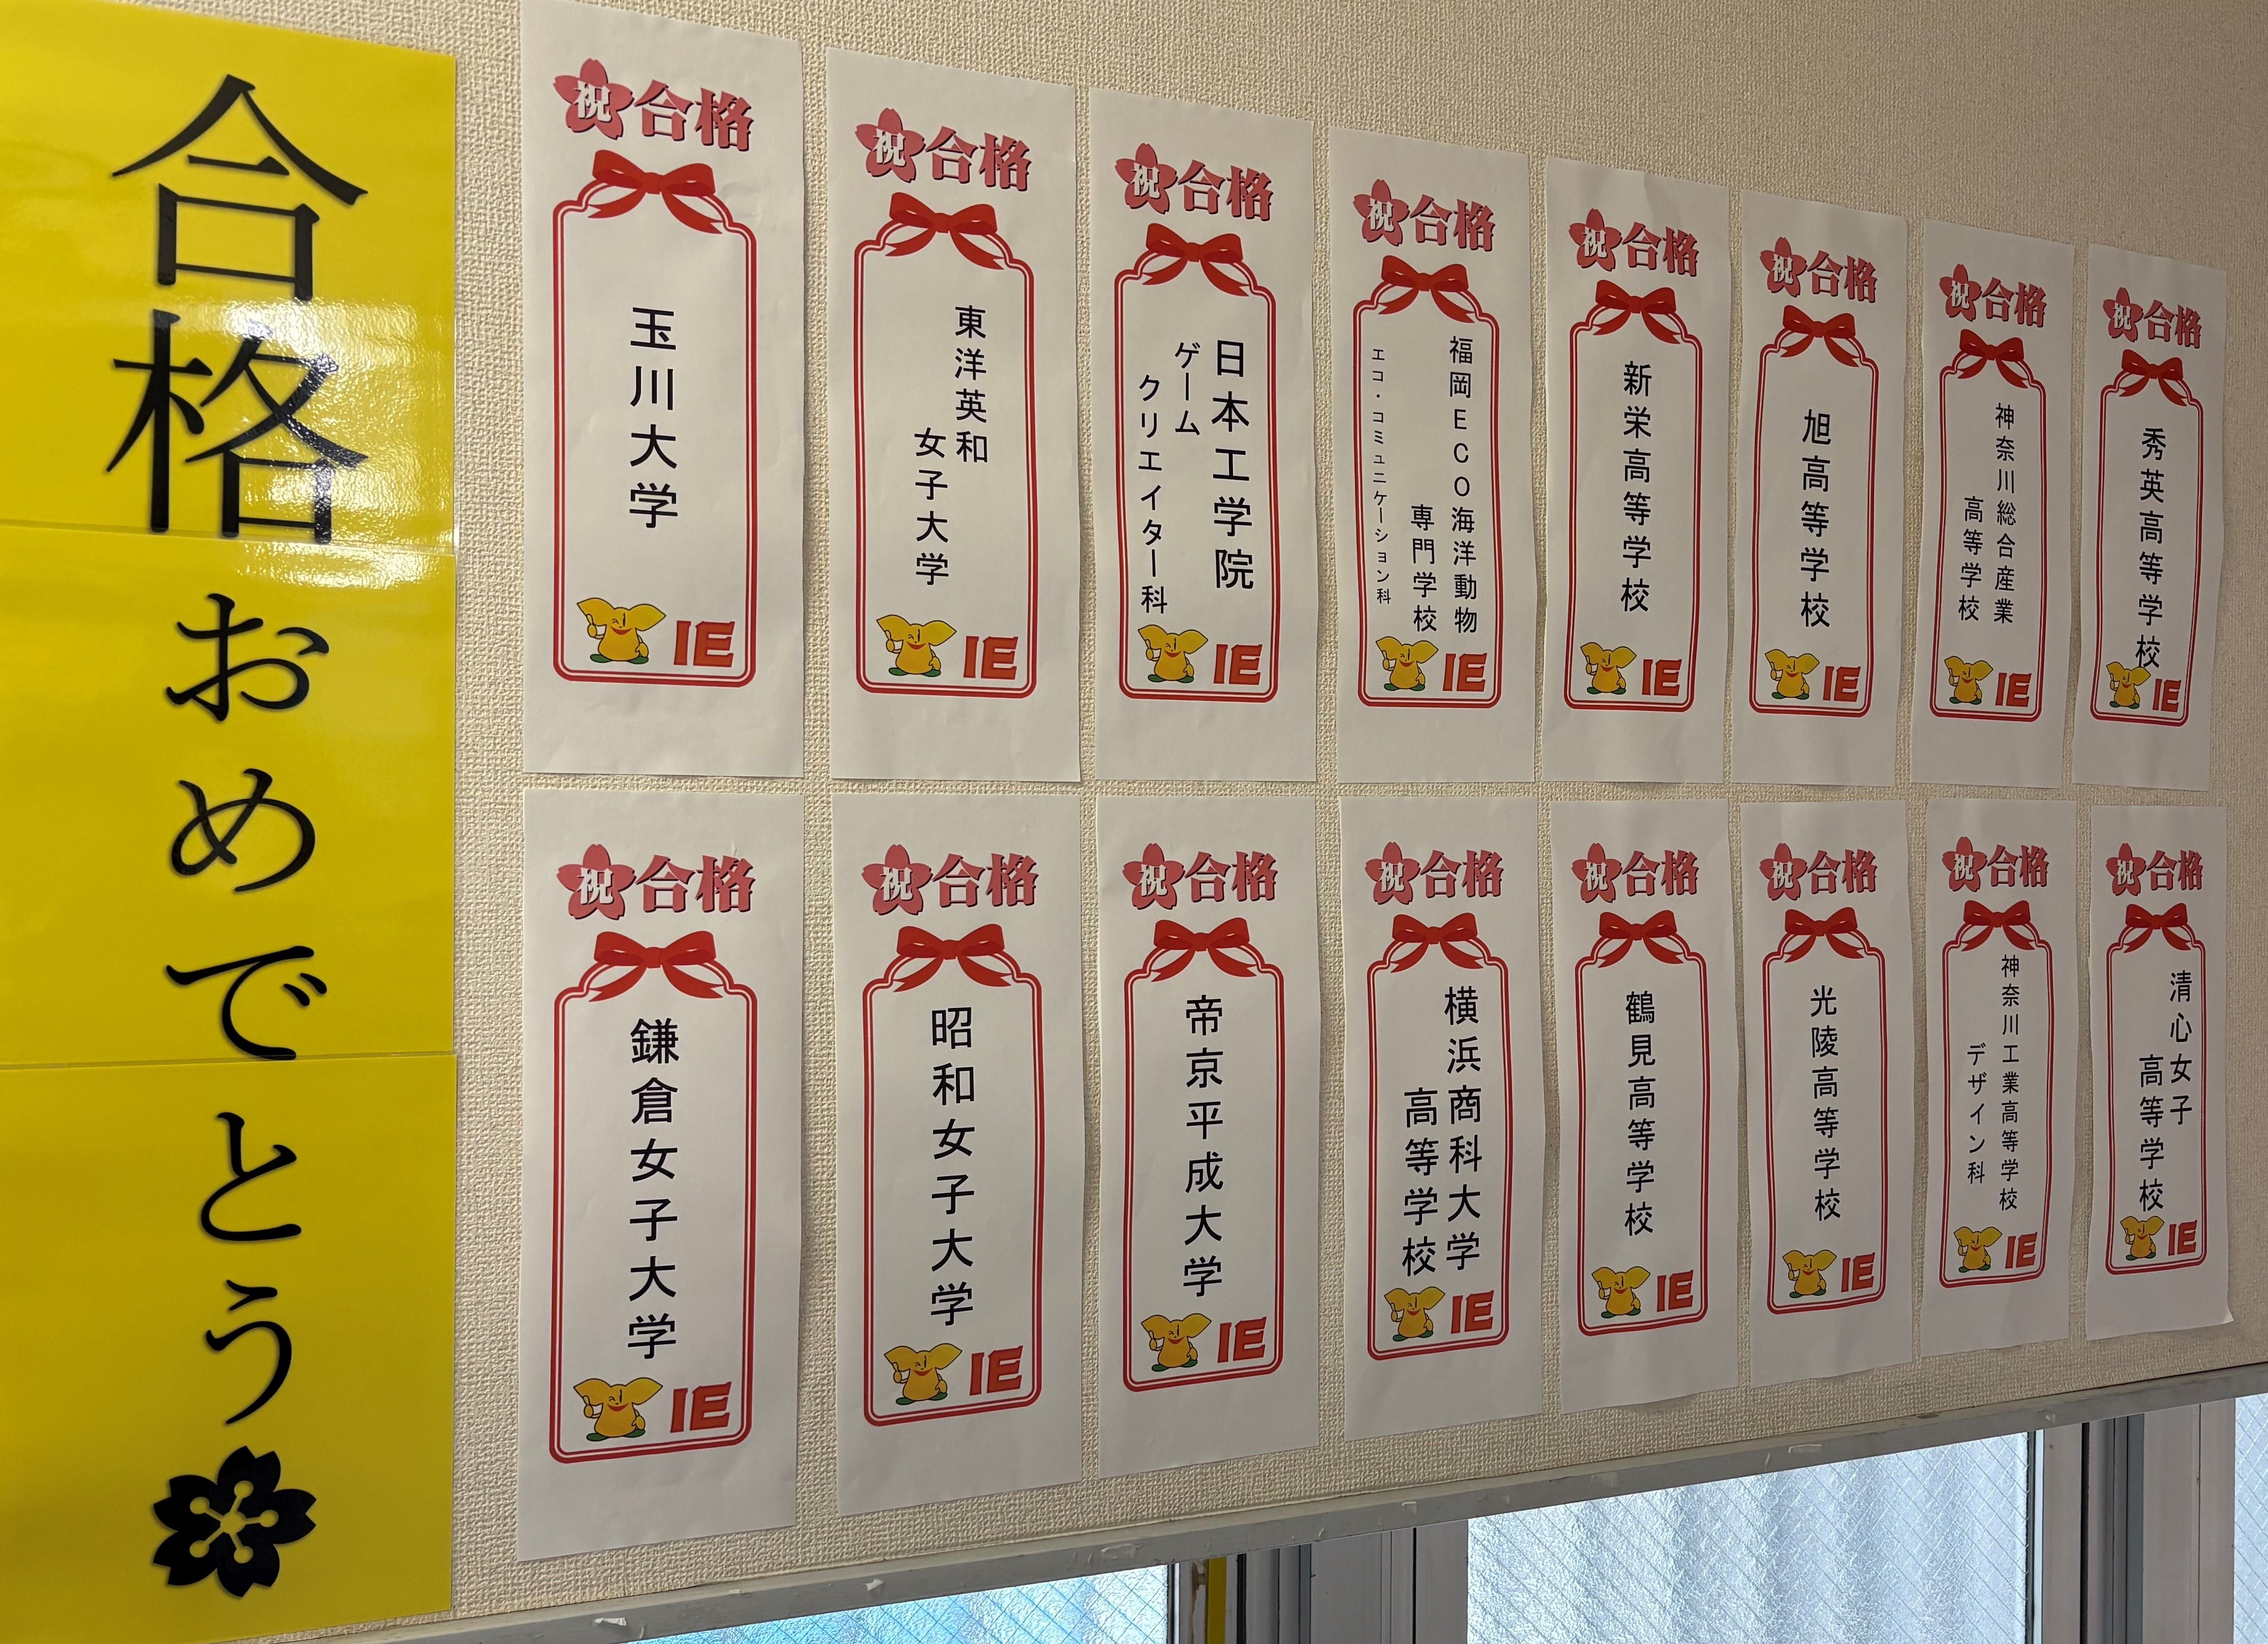 合格おめでとう
祝合格
玉川大学
IE
祝合格
東洋英和
女子大学
IE
祝合格
日本工学院
ゲーム
クリエイター科
IE
祝合格
福岡ECO海洋動物
専門学校
エコ・コミュニケーション科
IE
祝合格
新栄高等学校
IE
祝合格
旭高等学校
IE
祝合格
神奈川総合産業
高等学校
IE
祝合格
秀英高等学校
IE
祝合格
鎌倉女子大学
IE
祝合格
昭和女子大学
IE
祝合格
帝京平成大学
IE
祝合格
横浜商科大学
高等学校
IE
祝合格
鶴見高等学校
IE
祝合格
光陵高等学校
IE
祝合格
神奈川工業高等学校
デザイン科
IE
祝合格
清心女子
高等学校
IE